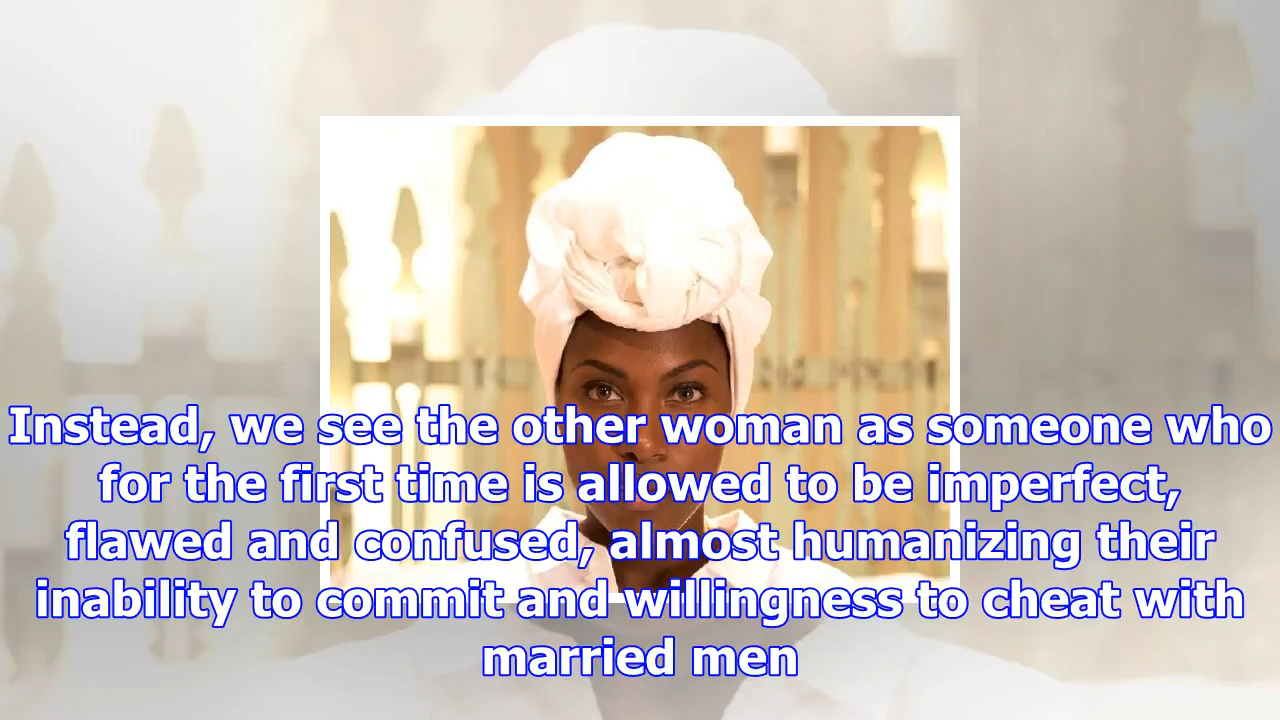 Instead, we see the other woman as someone who
for the first time is allowed to be imperfect,
flawed and confused, almost humanizing their
inability to commit and willingness to cheat with
married men